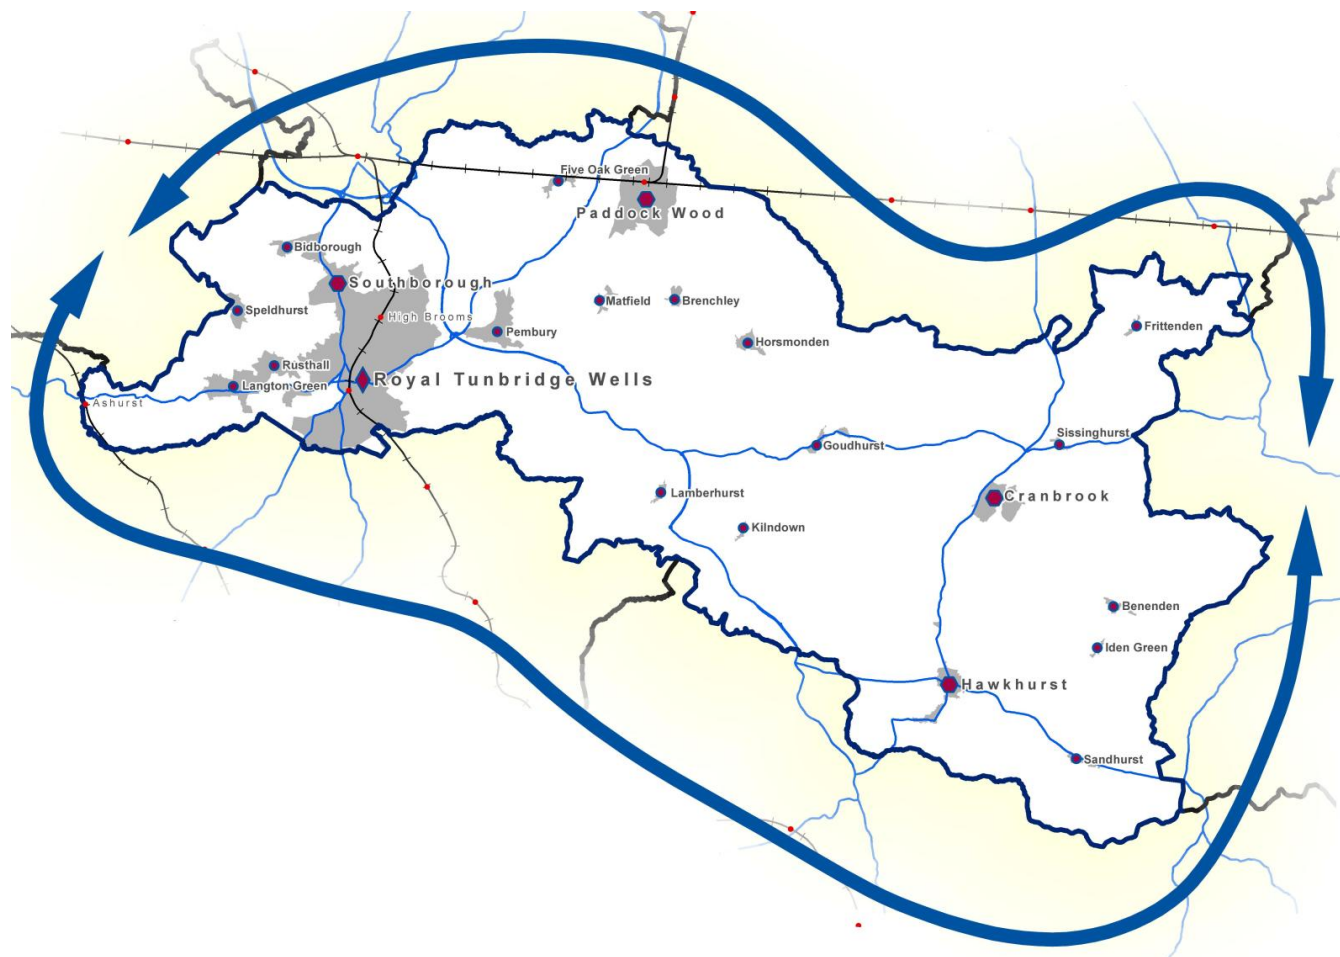 Five Oak Green
Paddock Wood
Bidborough
Southborough
Speldhurst
High Brooms
Matfield
Brenchley
Pembury
Frittenden
Horsmonden
Rusthall
Langton Green
Royal Tunbridge Wells
Ashurst
Goudhurst
Sissinghurst
Lamberhurst
Cranbrook
Kilndown
Benenden
Iden Green
Hawkhurst
Sandhurst